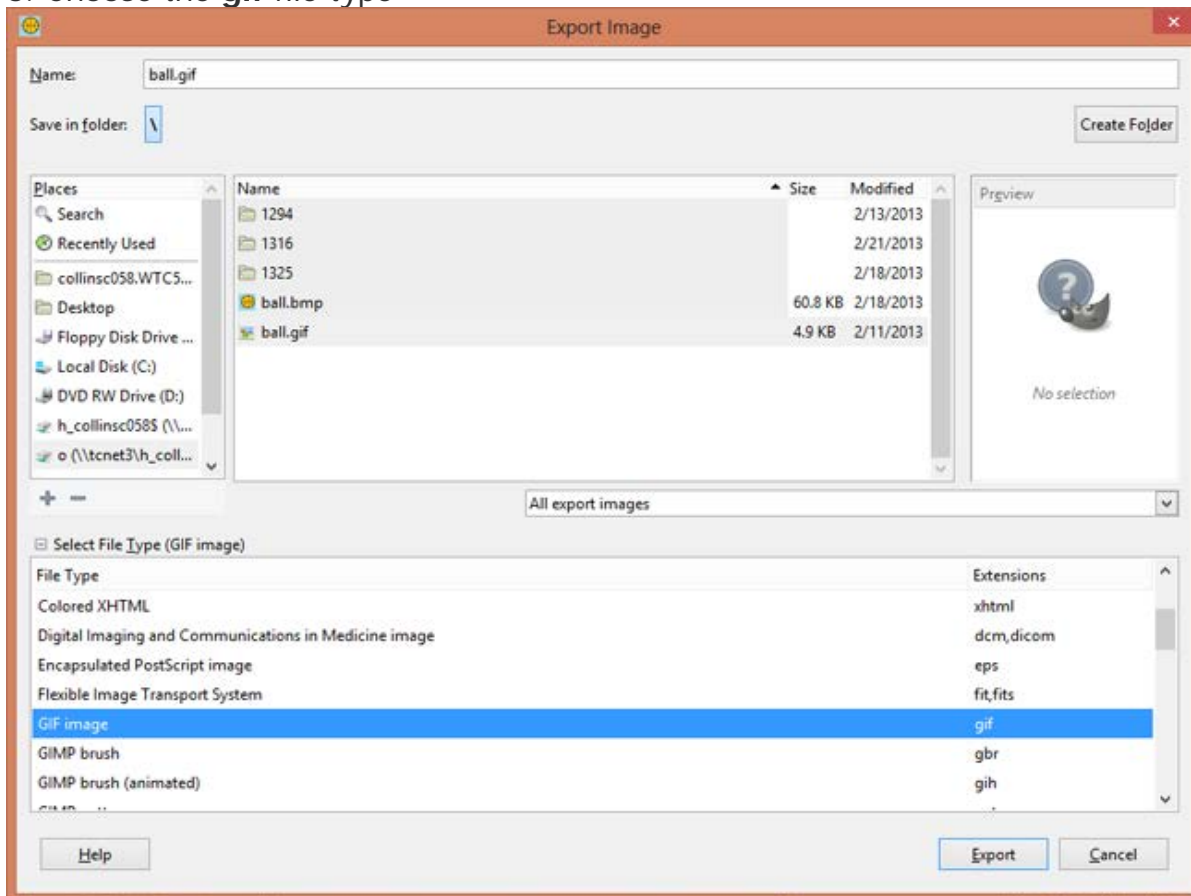 Export Image
Name: ball.gif
Save in folder: \ Create Folder
Places Name Size Modified Preview
Search 1294 2/13/2013
Recently Used 1316 2/21/2013
collinsc058.WTC5... 1325 2/18/2013
Desktop ball.bmp 60.8 KB 2/18/2013
Floppy Disk Drive ... ball.gif 4.9 KB 2/11/2013
Local Disk (C:)
DVD RW Drive (D:) No selection
h_collinsc058$ (\\...
o (\\tcnet3\h_coll...
All export images
Select File Type (GIF image)
File Type Extensions
Colored XHTML xhtml
Digital Imaging and Communications in Medicine image dcm,dicom
Encapsulated PostScript image eps
Flexible Image Transport System fit,fits
GIF image gif
GIMP brush gbr
GIMP brush (animated) gih
Help Export Cancel